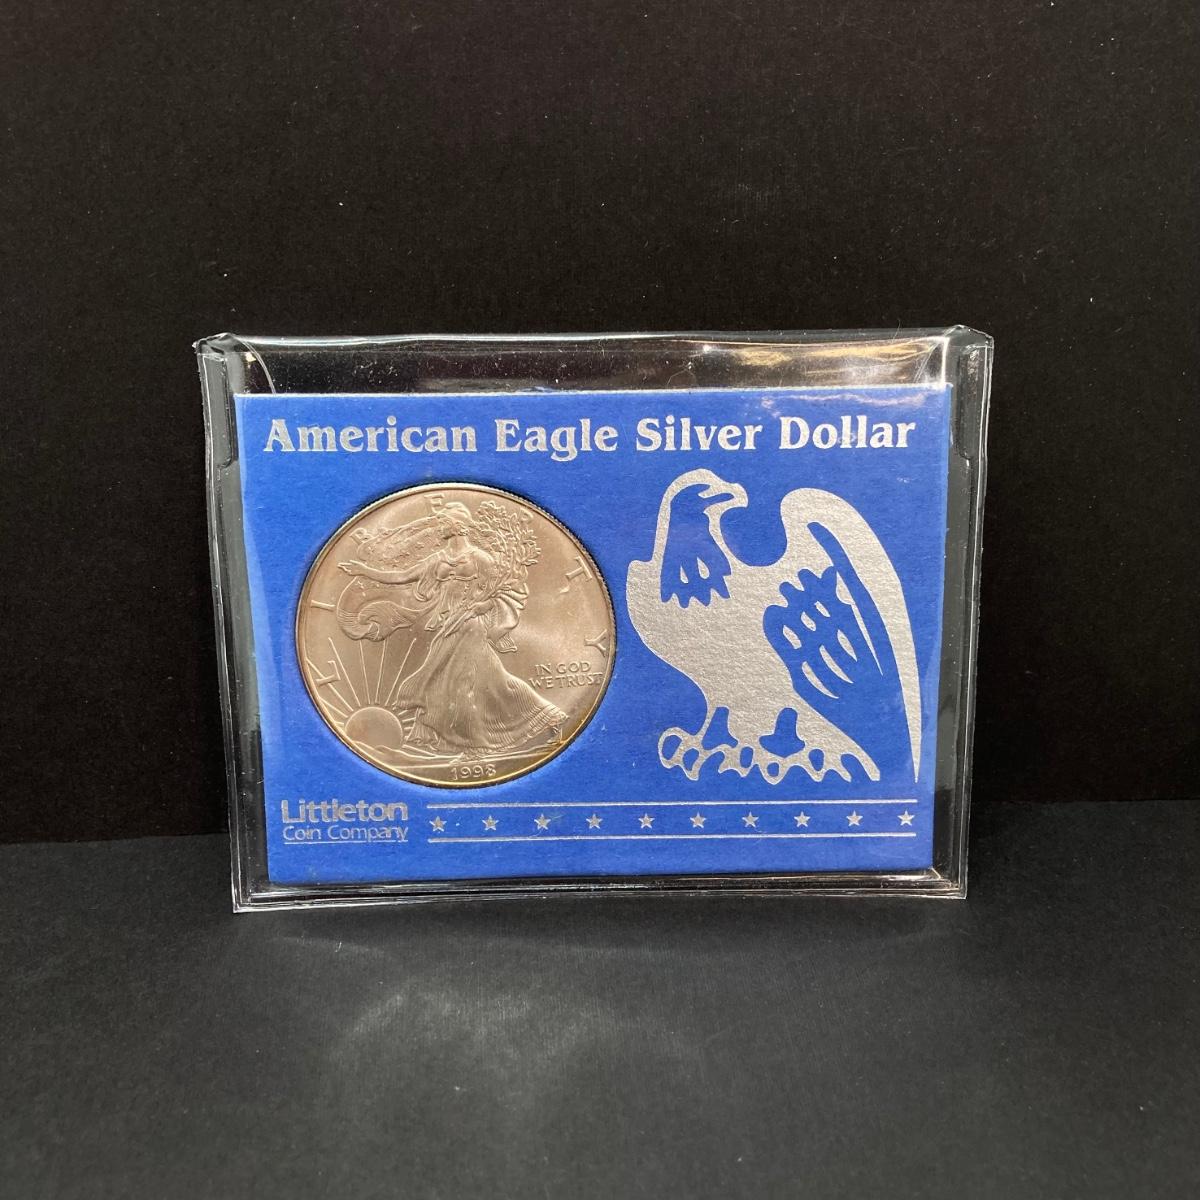 American Eagle Silver Dollar
LIBERTY
IN GOD
WE TRUST
1998
Littleton
Coin Company